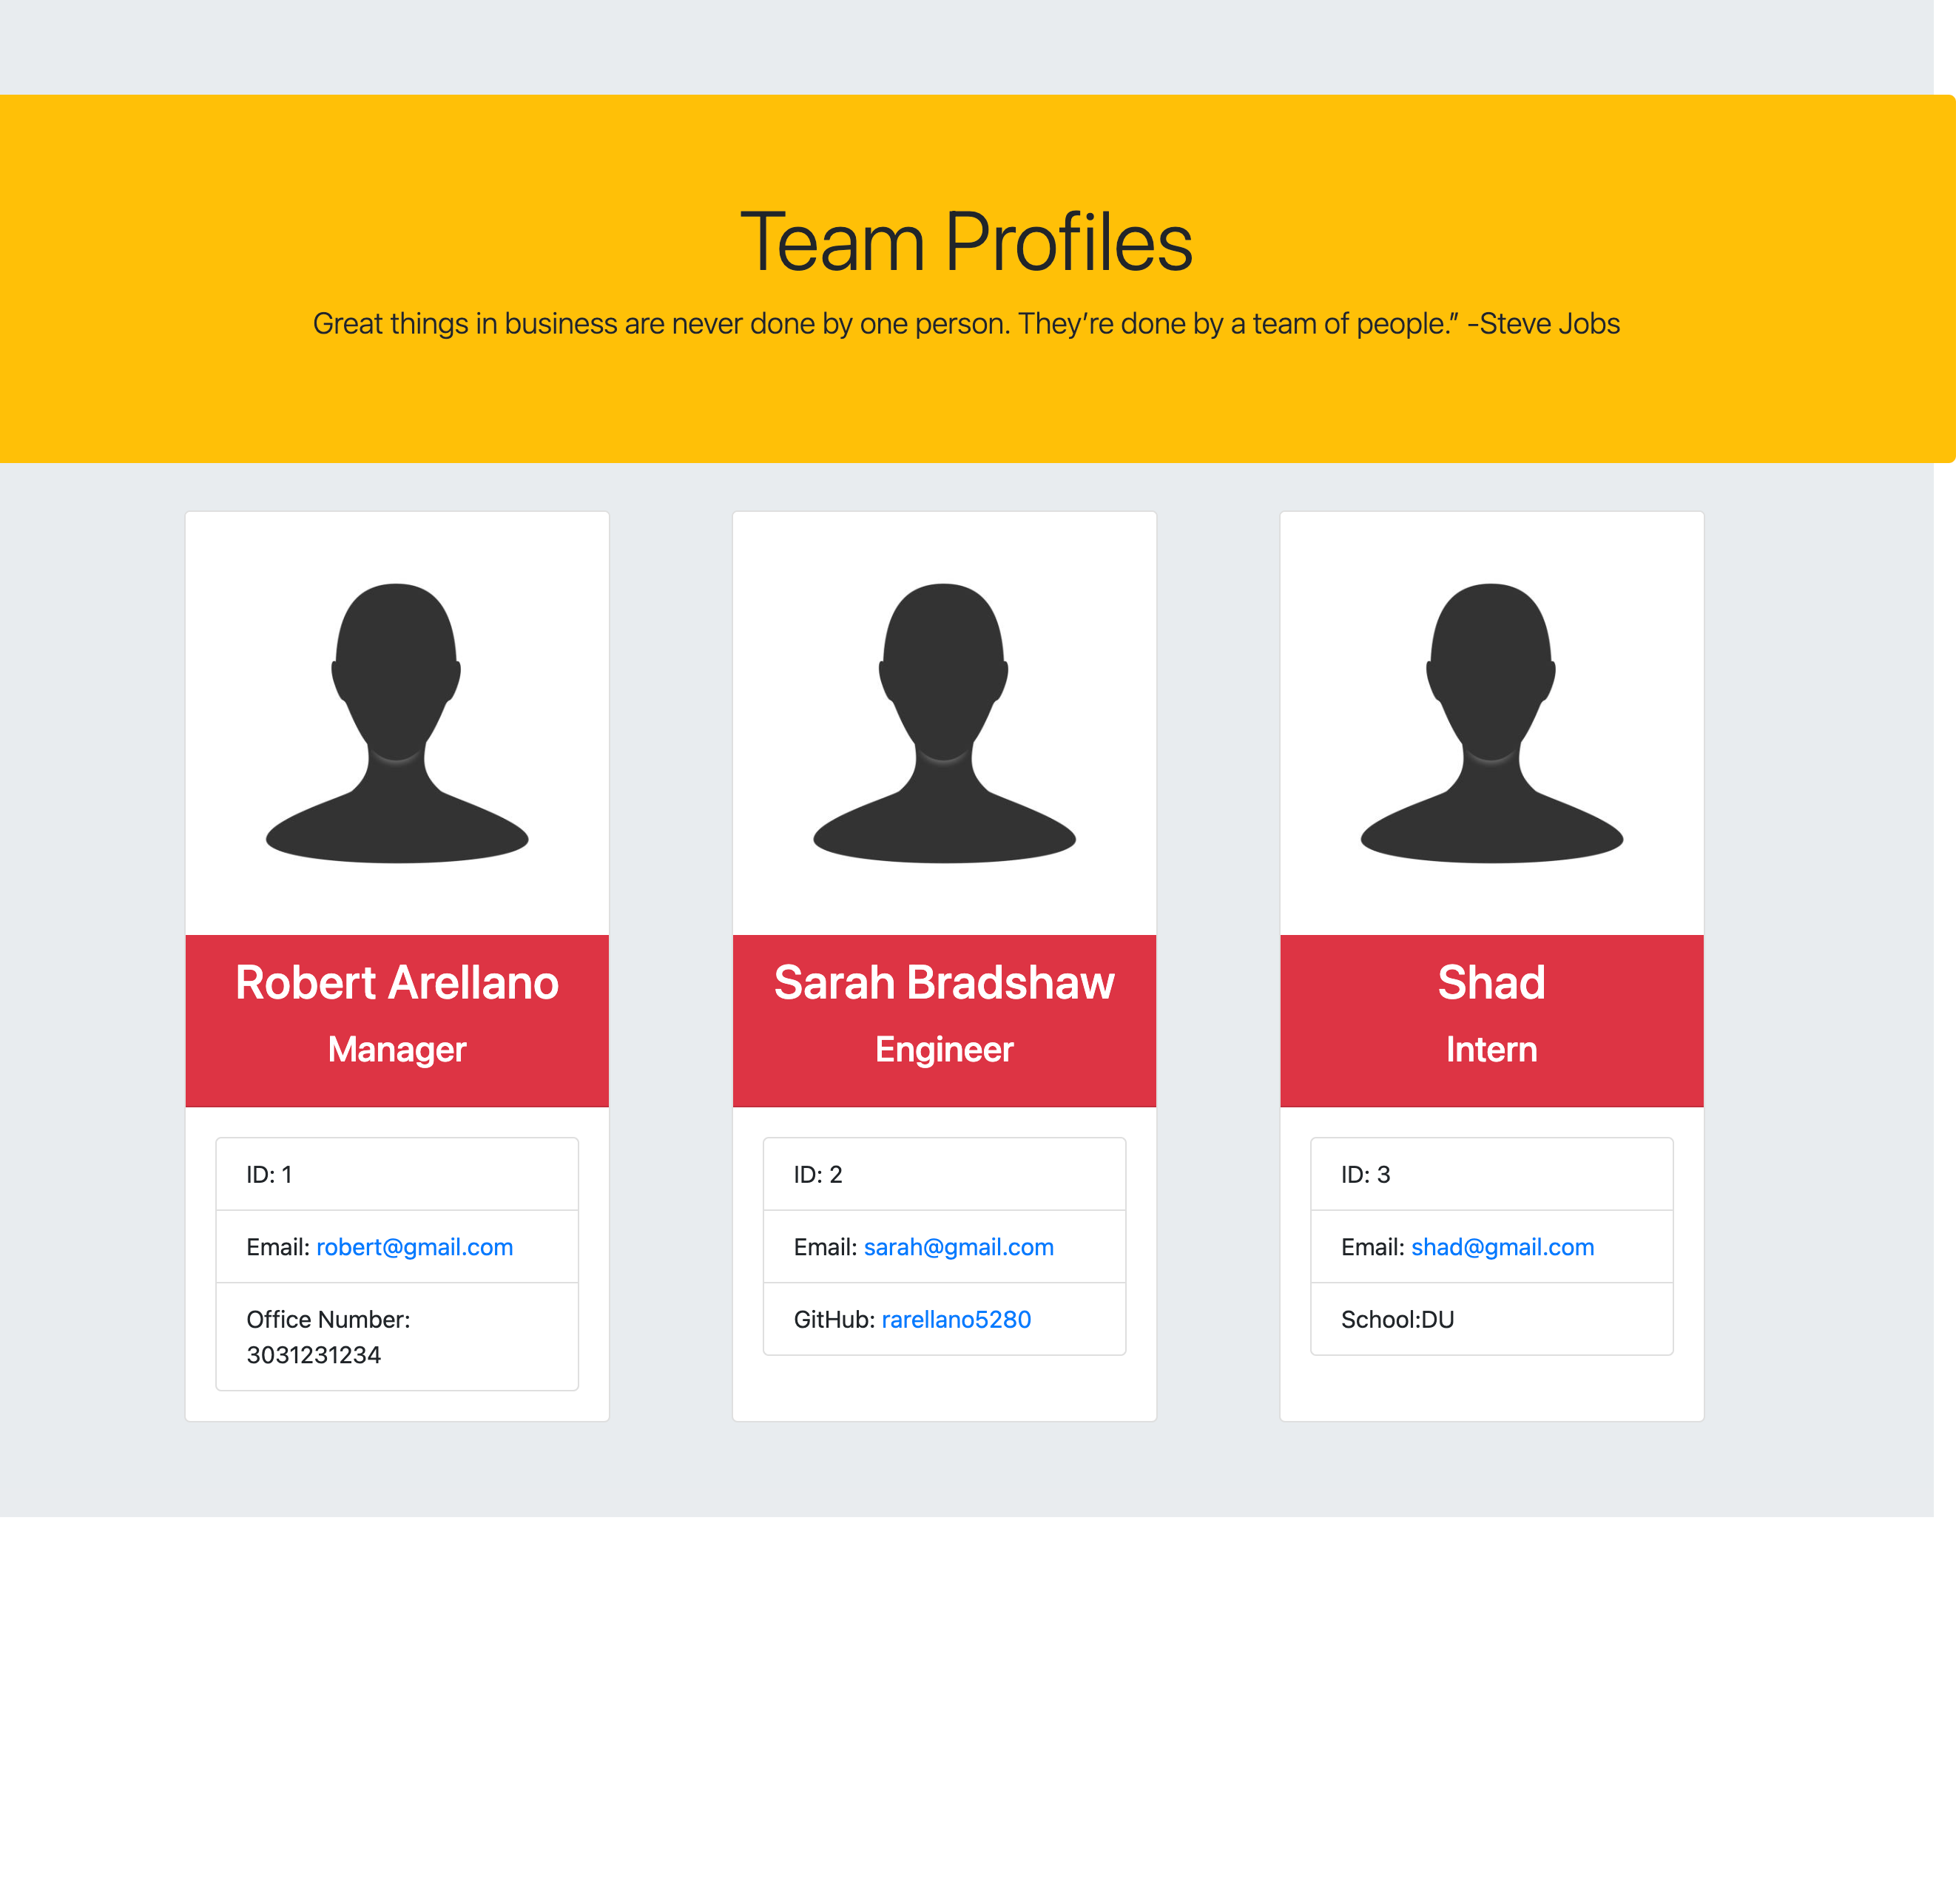 Team Profiles
Great things in business are never done by one person. They’re done by a team of people.” -Steve Jobs
Robert Arellano
Manager
ID: 1
Email: robert@gmail.com
Office Number:
3031231234
Sarah Bradshaw
Engineer
ID: 2
Email: sarah@gmail.com
GitHub: rarellano5280
Shad
Intern
ID: 3
Email: shad@gmail.com
School:DU